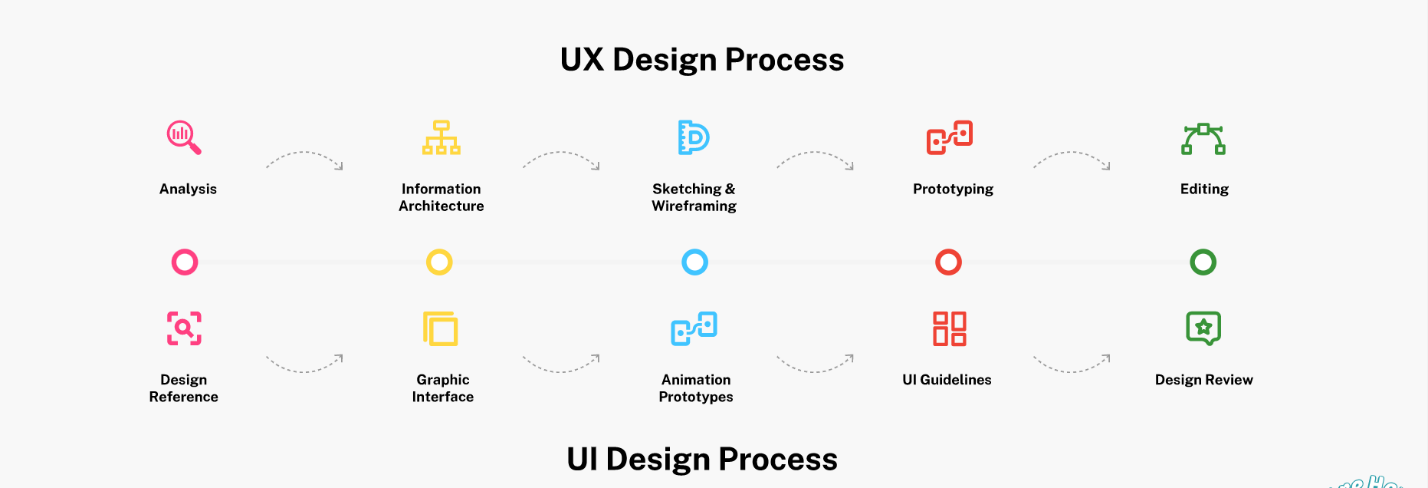 UX Design Process
Analysis
Information
Architecture
Sketching &
Wireframing
Prototyping
Editing
Design
Reference
Graphic
Interface
Animation
Prototypes
UI Guidelines
Design Review
UI Design Process